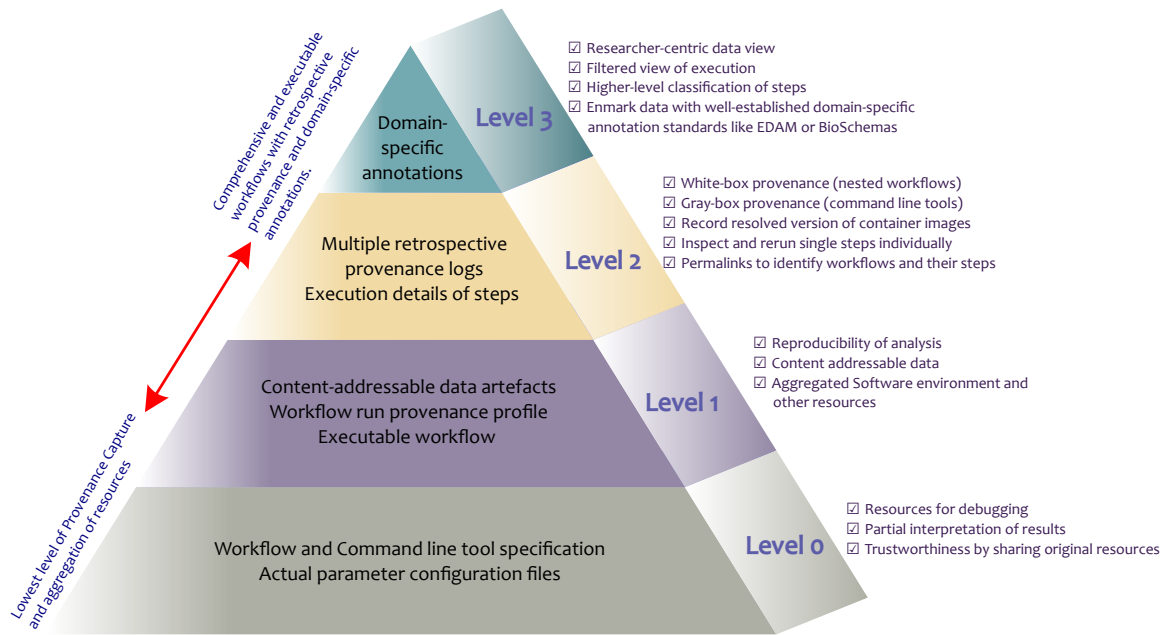 Comprehensive and executable
workflows with retrospective
provenance and domain-specific
annotations.
Domain-
specific
annotations
Level 3
☑ Researcher-centric data view
☑ Filtered view of execution
☑ Higher-level classification of steps
☑ Enmark data with well-established domain-specific
annotation standards like EDAM or BioSchemas
Multiple retrospective
provenance logs
Execution details of steps
Level 2
☑ White-box provenance (nested workflows)
☑ Gray-box provenance (command line tools)
☑ Record resolved version of container images
☑ Inspect and rerun single steps individually
☑ Permalinks to identify workflows and their steps
Content-addressable data artefacts
Workflow run provenance profile
Executable workflow
Level 1
☑ Reproducibility of analysis
☑ Content addressable data
☑ Aggregated Software environment and
other resources
Lowest level of Provenance Capture
and aggregation of resources
Workflow and Command line tool specification
Actual parameter configuration files
Level 0
☑ Resources for debugging
☑ Partial interpretation of results
☑ Trustworthiness by sharing original resources